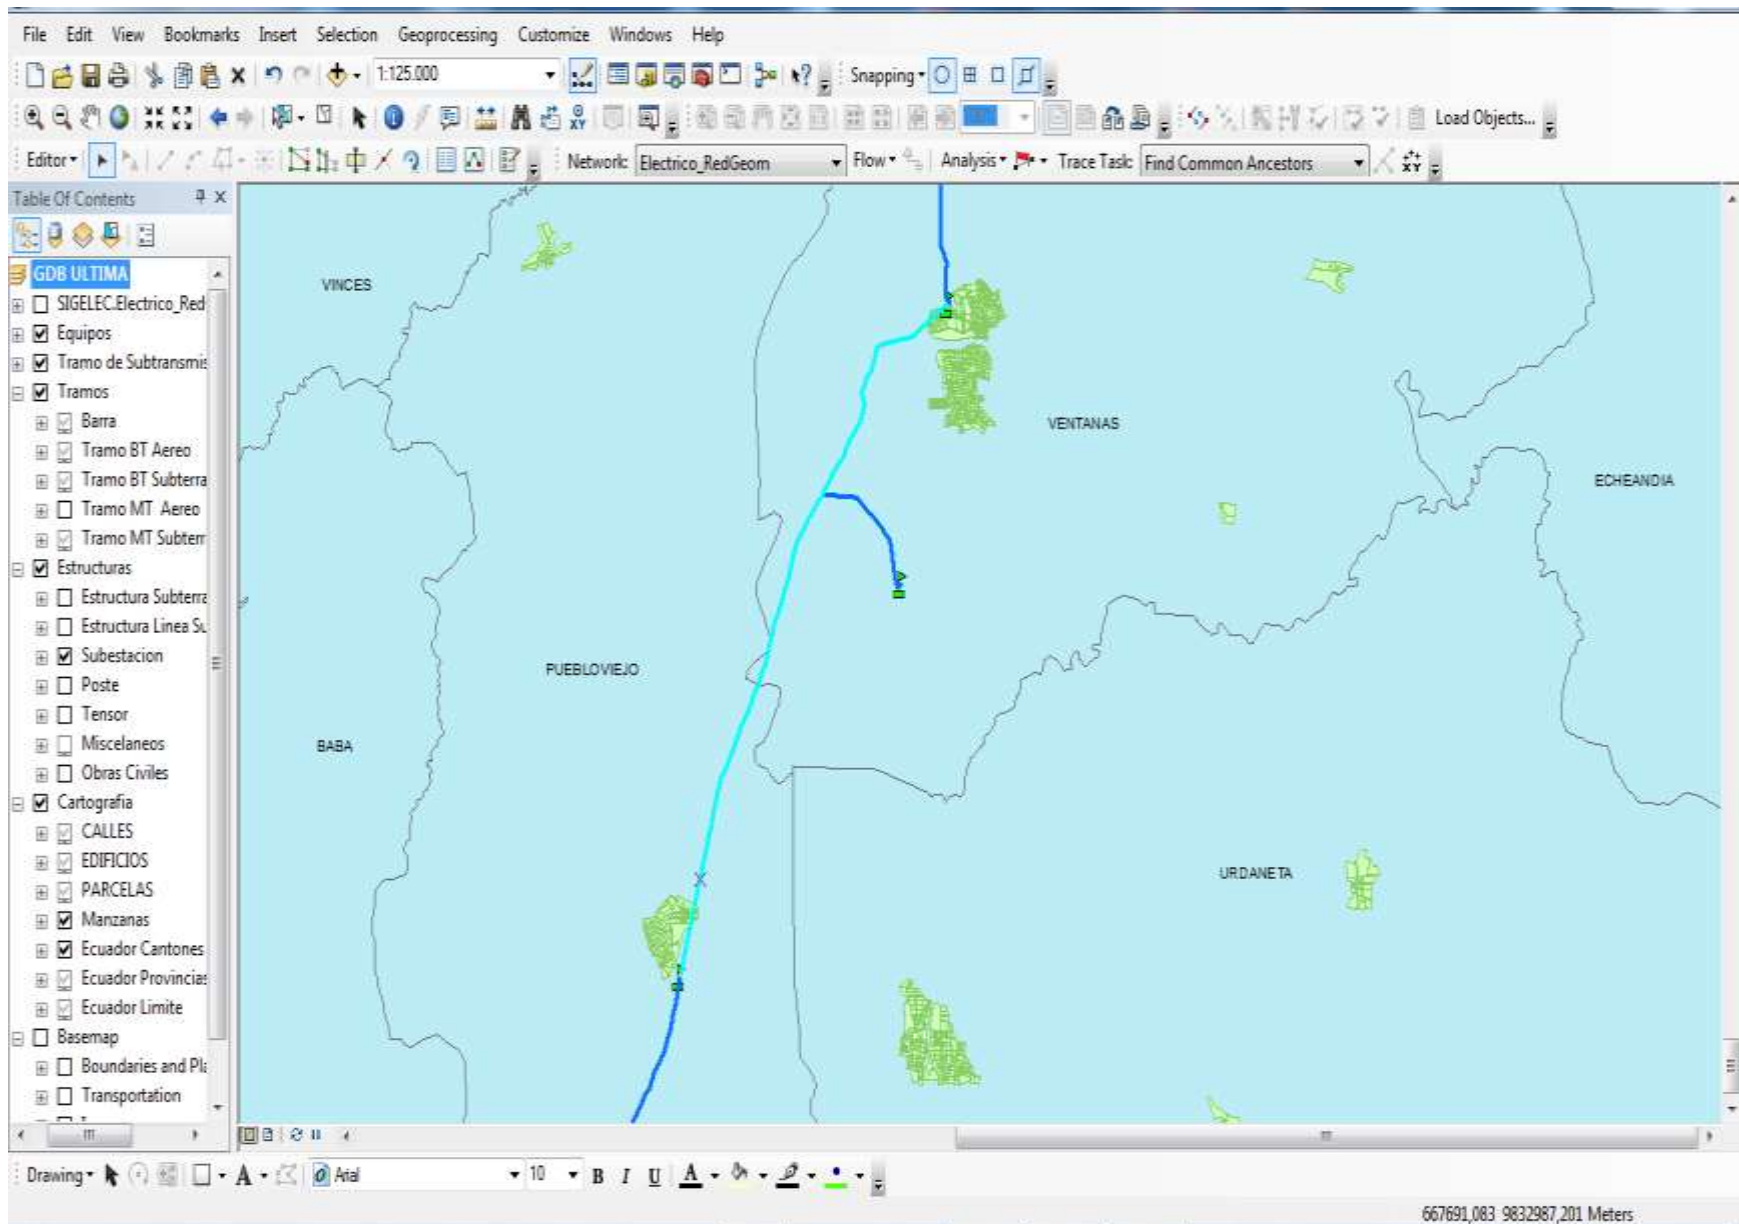 File Edit View Bookmarks Insert Selection Geoprocessing Customize Windows Help
1:125.000 Snapping
Load Objects...
Editor Network: Electrico_RedGeom Flow Analysis Trace Task: Find Common Ancestors
Table Of Contents
GDB ULTIMA
SIGELEC.Electrico_Red
Equipos
Tramo de Subtransmis
Tramos
Barra
Tramo BT Aereo
Tramo BT Subterra
Tramo MT Aereo
Tramo MT Subterr
Estructuras
Estructura Subterra
Estructura Linea Su
Subestacion
Poste
Tensor
Miscelaneos
Obras Civiles
Cartografia
CALLES
EDIFICIOS
PARCELAS
Manzanas
Ecuador Cantones
Ecuador Provincias
Ecuador Limite
Basemap
Boundaries and Pla
Transportation
VINCES
VENTANAS
ECHEANDIA
PUEBLOVIEJO
BABA
URDANETA
Drawing A Arial 10 B I U A
667691,083 9832987,201 Meters